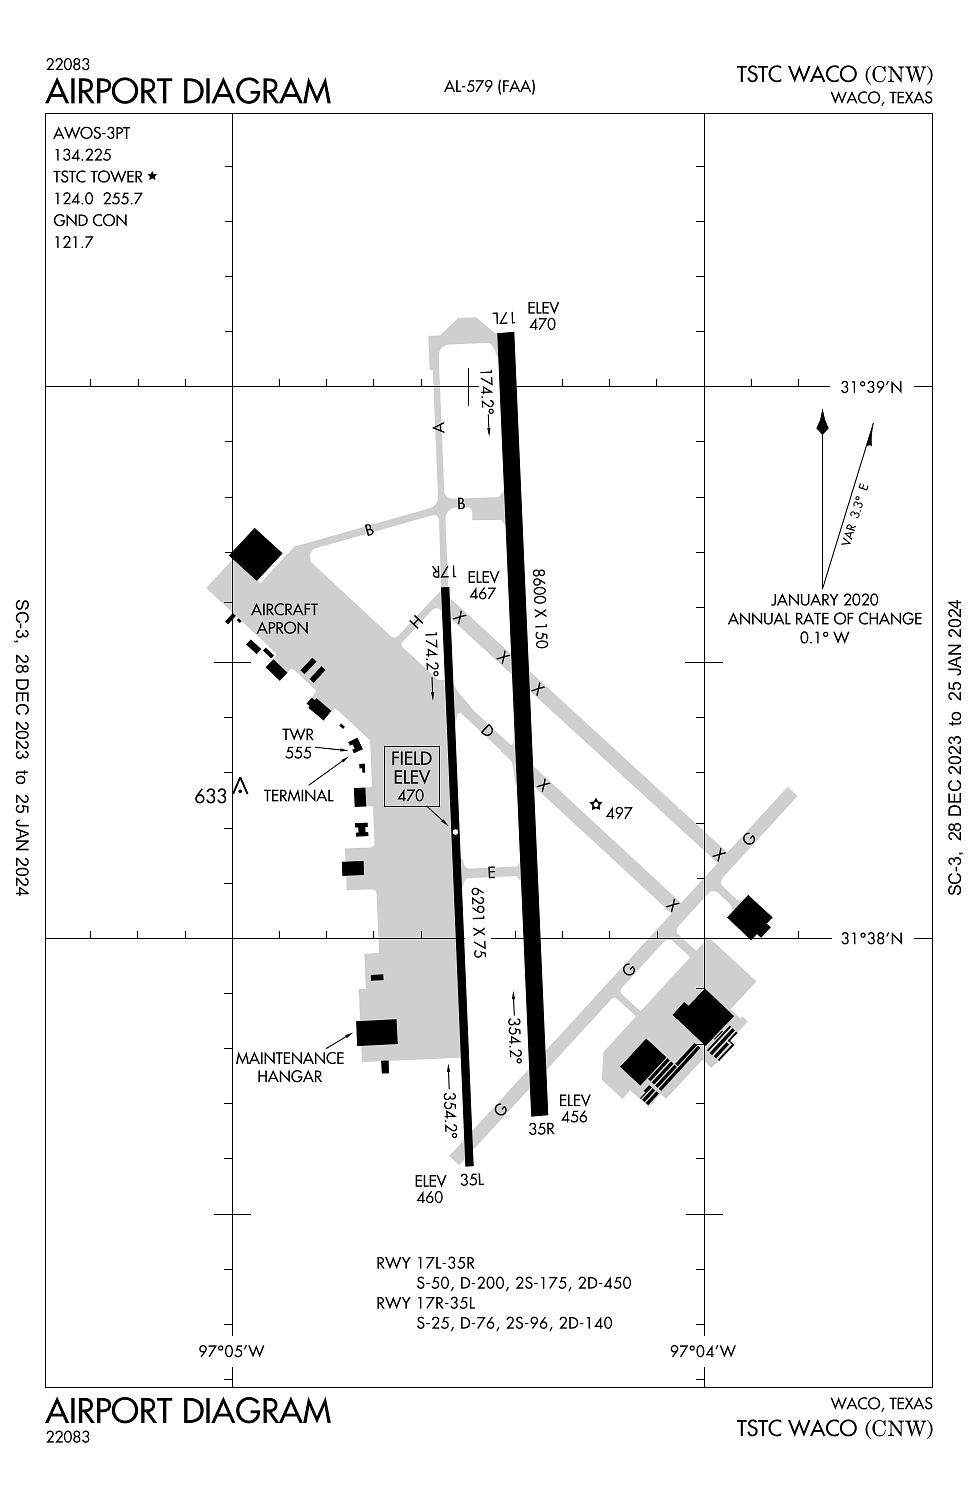 22083
AIRPORT DIAGRAM
AL-579 (FAA)
TSTC WACO (CNW)
WACO, TEXAS
AWOS-3PT
134.225
TSTC TOWER ★
124.0 255.7
GND CON
121.7
17L
ELEV
470
174.2°
31°39'N
A
B
B
VAR 3.3° E
JANUARY 2020
ANNUAL RATE OF CHANGE
0.1° W
17R
ELEV
467
8600 X 150
AIRCRAFT
APRON
H
X
174.2°
X
X
D
TWR
555
TERMINAL
FIELD
ELEV
470
633
X
497
G
X
E
X
6291 X 75
31°38'N
G
354.2°
MAINTENANCE
HANGAR
354.2°
G
ELEV
456
35R
35L
ELEV
460
RWY 17L-35R
S-50, D-200, 2S-175, 2D-450
RWY 17R-35L
S-25, D-76, 2S-96, 2D-140
97°05'W
97°04'W
SC-3, 28 DEC 2023 to 25 JAN 2024
SC-3, 28 DEC 2023 to 25 JAN 2024
AIRPORT DIAGRAM
22083
WACO, TEXAS
TSTC WACO (CNW)